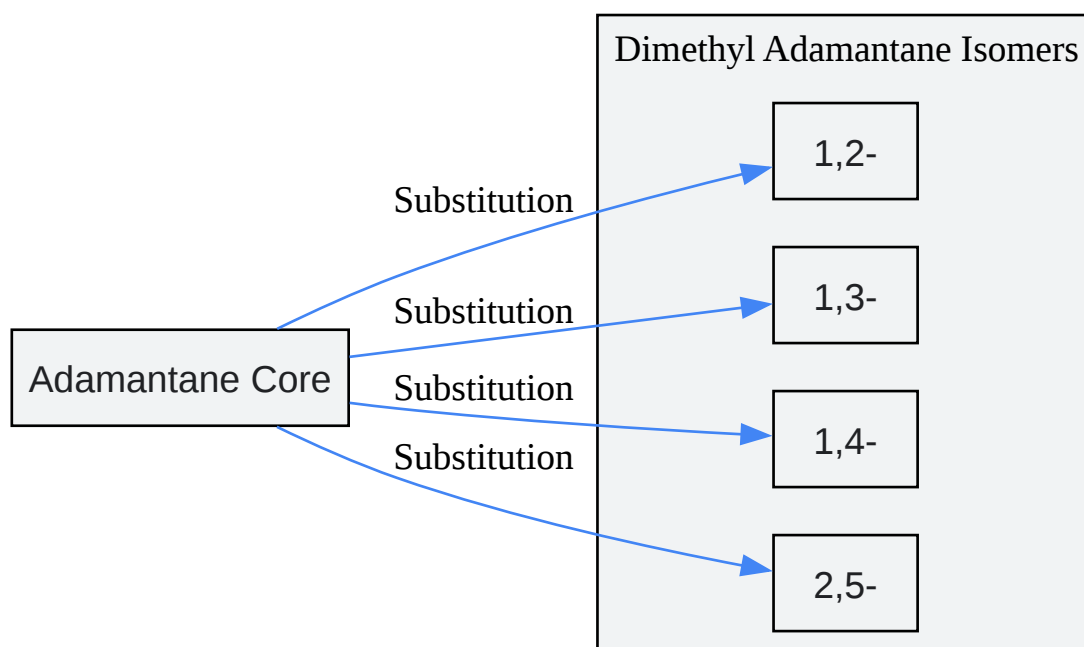 Dimethyl Adamantane Isomers
1,2-
Substitution
Substitution
1,3-
Adamantane Core
Substitution
1,4-
Substitution
2,5-